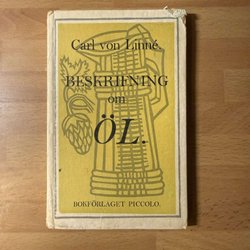 Carl von Linné,
BESKRIFNING
om
ÖL.
BOKFÖRLAGET PICCOLO.